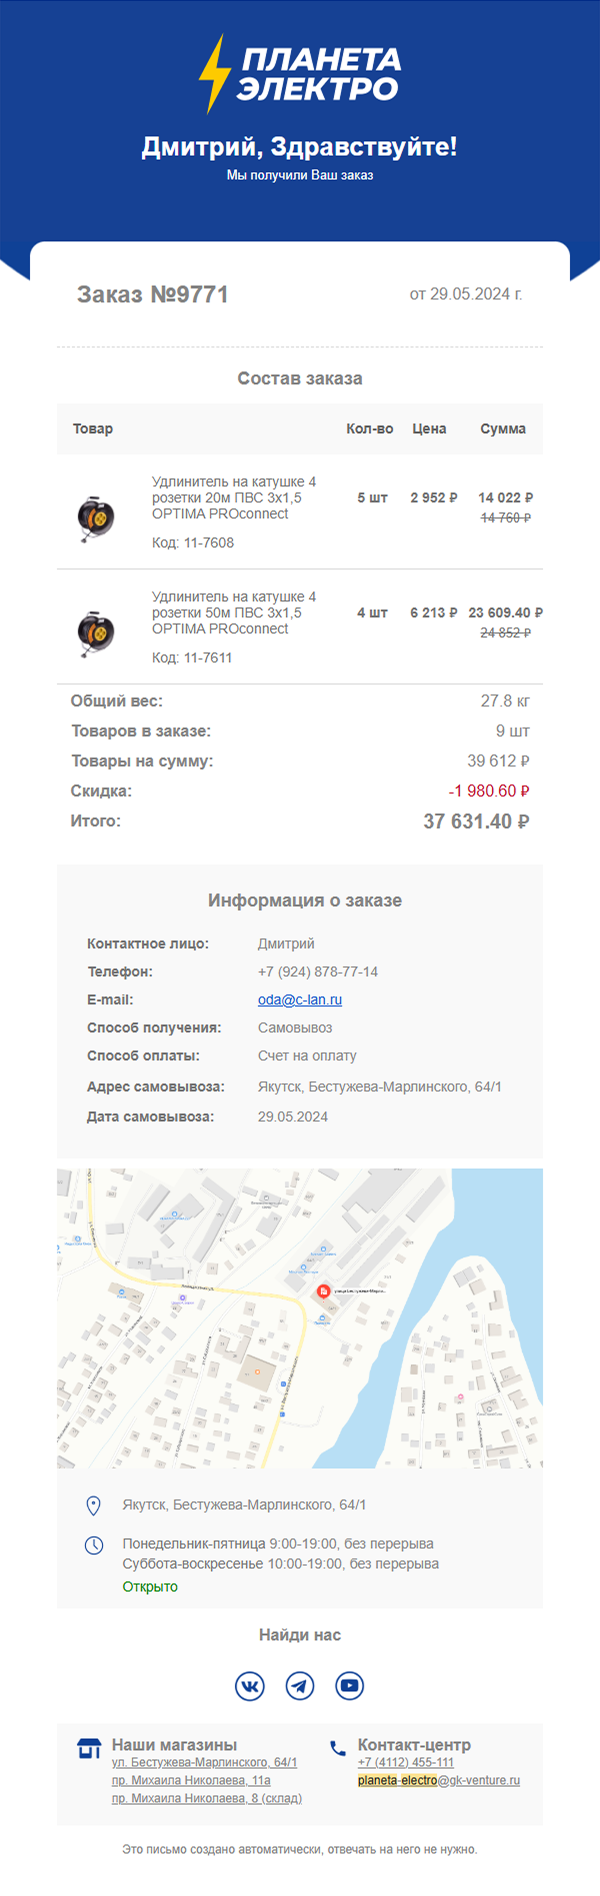 ПЛАНЕТА
ЭЛЕКТРО
Дмитрий, Здравствуйте!
Мы получили Ваш заказ
Заказ №9771 от 29.05.2024 г.
Состав заказа
Товар Кол-во Цена Сумма
Удлинитель на катушке 4
розетки 20м ПВС 3х1,5
OPTIMA PROconnect
Код: 11-7608
5 шт 2 952 ₽ 14 022 ₽
14 760 ₽
Удлинитель на катушке 4
розетки 50м ПВС 3х1,5
OPTIMA PROconnect
Код: 11-7611
4 шт 6 213 ₽ 23 609.40 ₽
24 852 ₽
Общий вес: 27.8 кг
Товаров в заказе: 9 шт
Товары на сумму: 39 612 ₽
Скидка: -1 980.60 ₽
Итого: 37 631.40 ₽
Информация о заказе
Контактное лицо: Дмитрий
Телефон: +7 (924) 878-77-14
E-mail: oda@c-lan.ru
Способ получения: Самовывоз
Способ оплаты: Счет на оплату
Адрес самовывоза: Якутск, Бестужева-Марлинского, 64/1
Дата самовывоза: 29.05.2024
Якутск, Бестужева-Марлинского, 64/1
Понедельник-пятница 9:00-19:00, без перерыва
Суббота-воскресенье 10:00-19:00, без перерыва
Открыто
Найди нас
Наши магазины
ул. Бестужева-Марлинского, 64/1
пр. Михаила Николаева, 11а
пр. Михаила Николаева, 8 (склад)
Контакт-центр
+7 (4112) 455-111
planeta-electro@gk-venture.ru
Это письмо создано автоматически, отвечать на него не нужно.